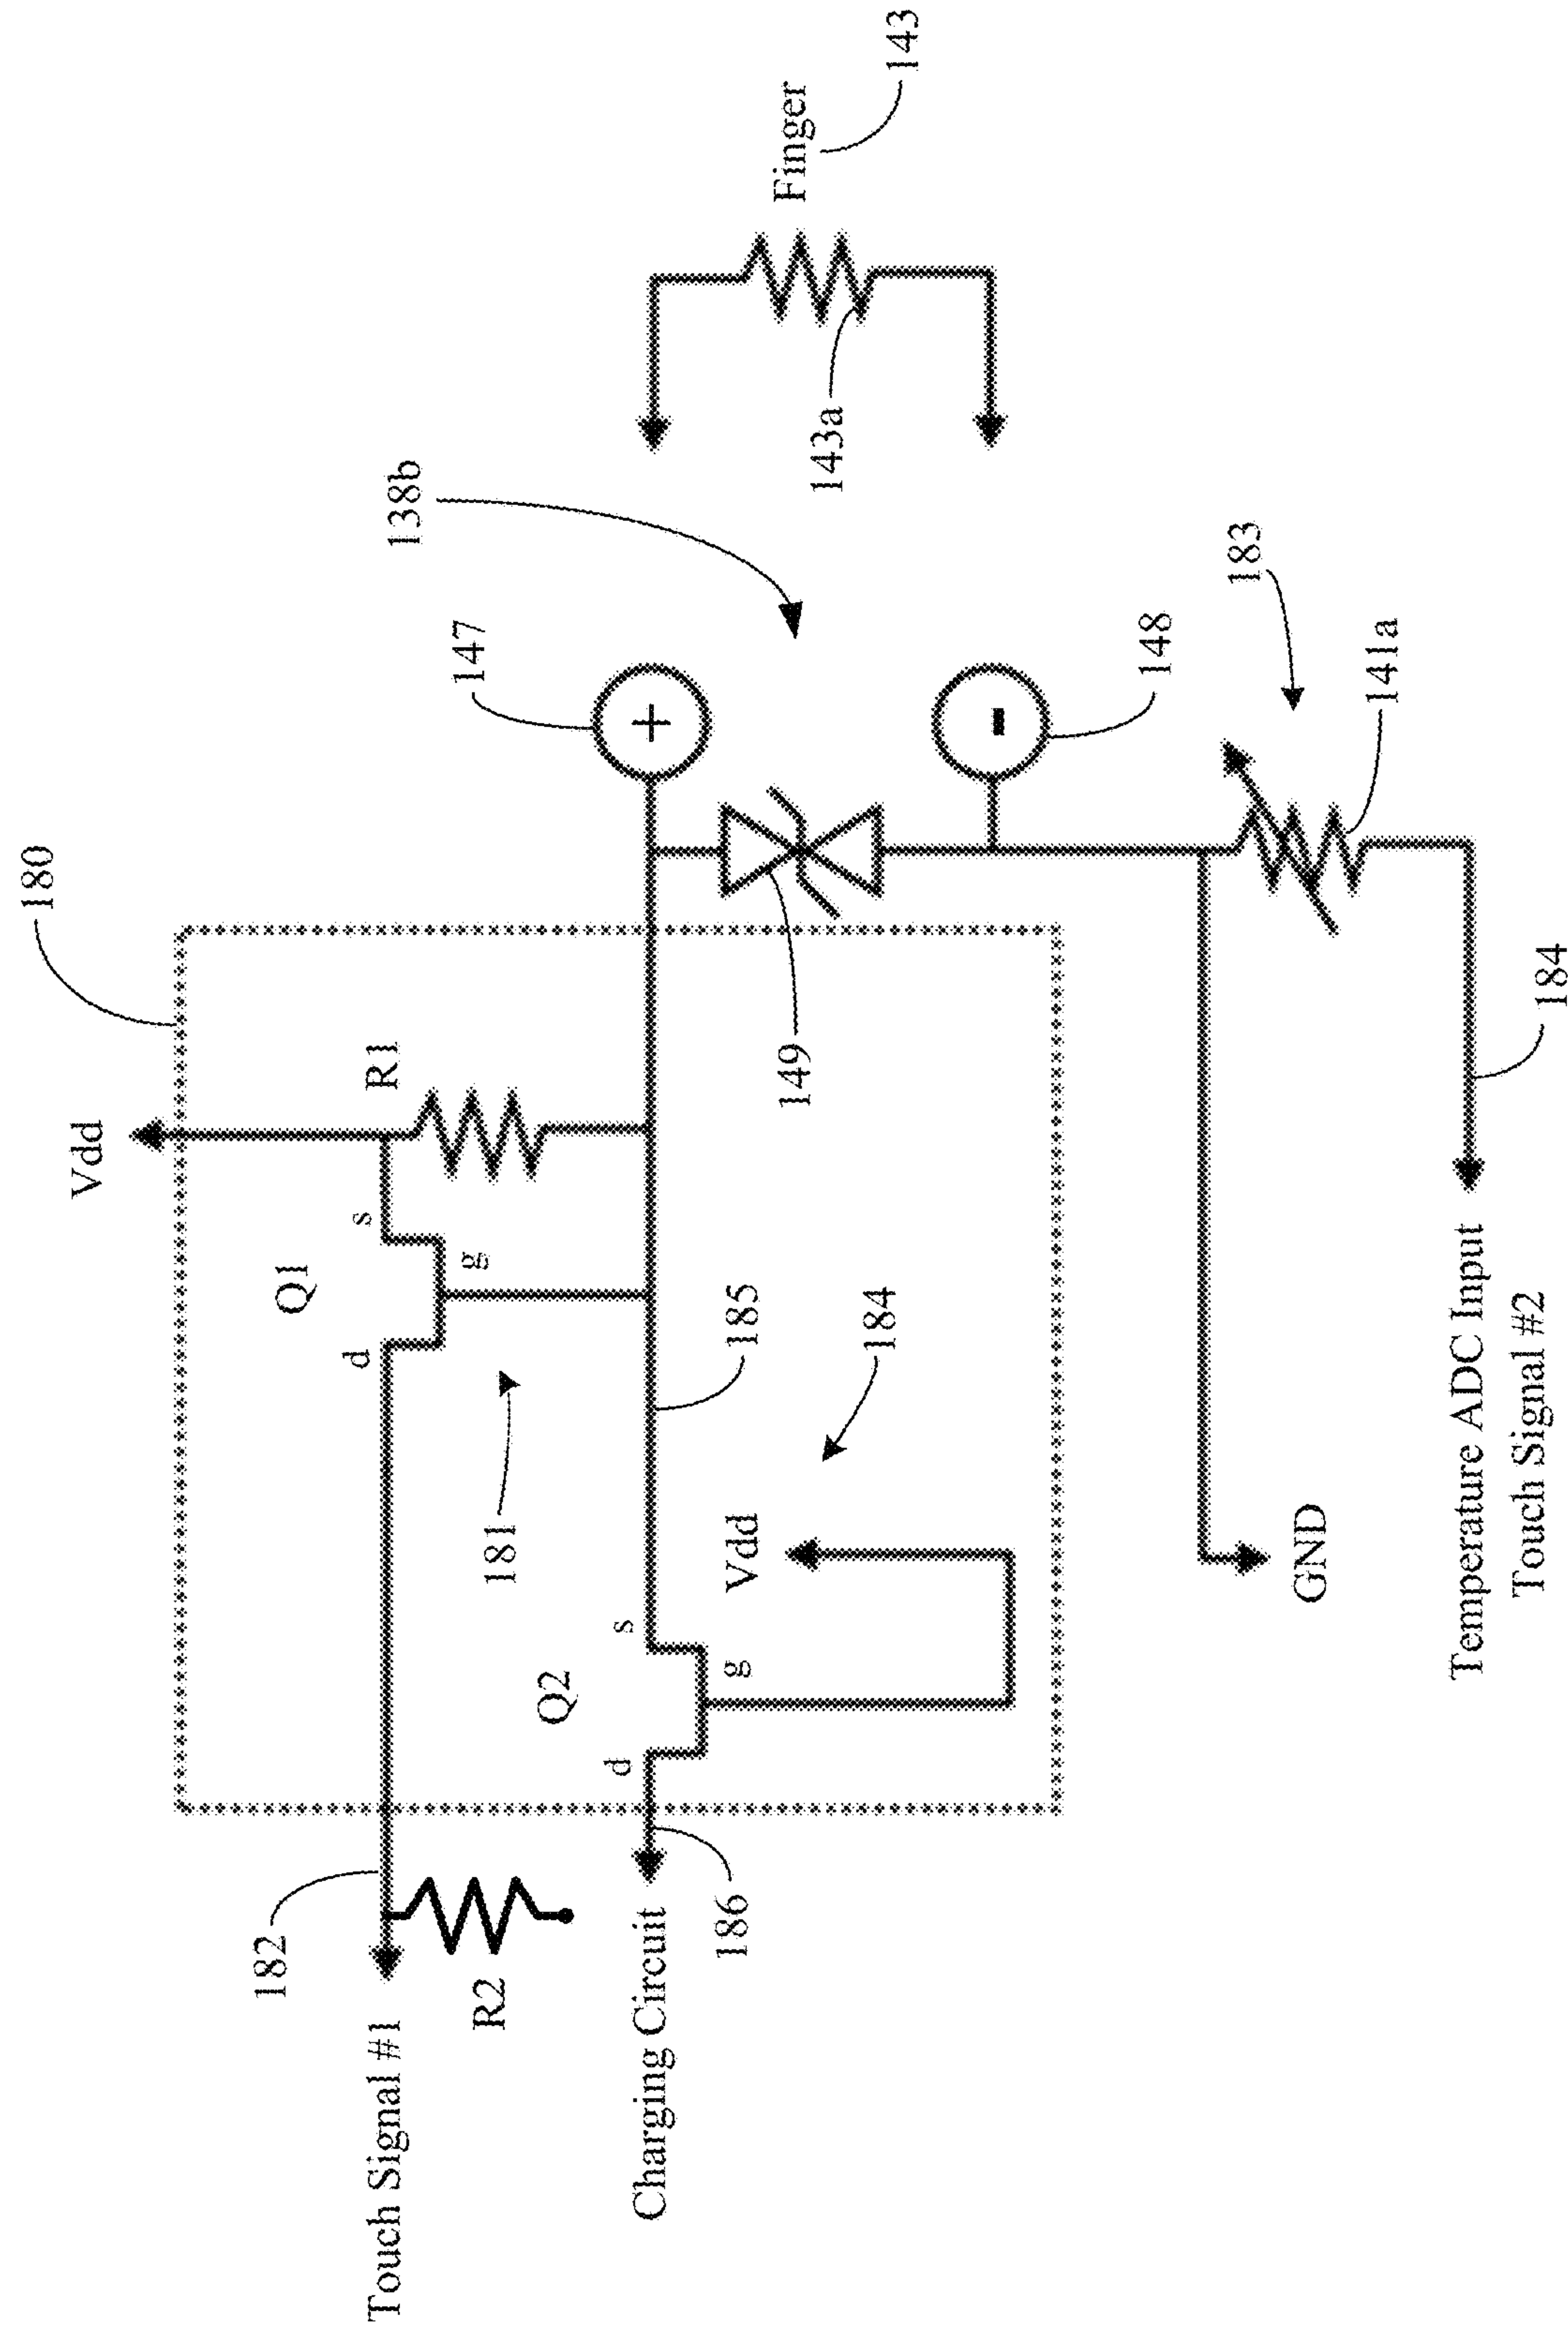 Vdd
180
R1
s
Q1
g
d
182
Touch Signal #1
R2
181
147
138b
Finger
143
143a
Q2
s
g
d
185
Vdd
184
149
Charging Circuit
186
148
183
141a
GND
184
Temperature ADC Input
Touch Signal #2
+
-